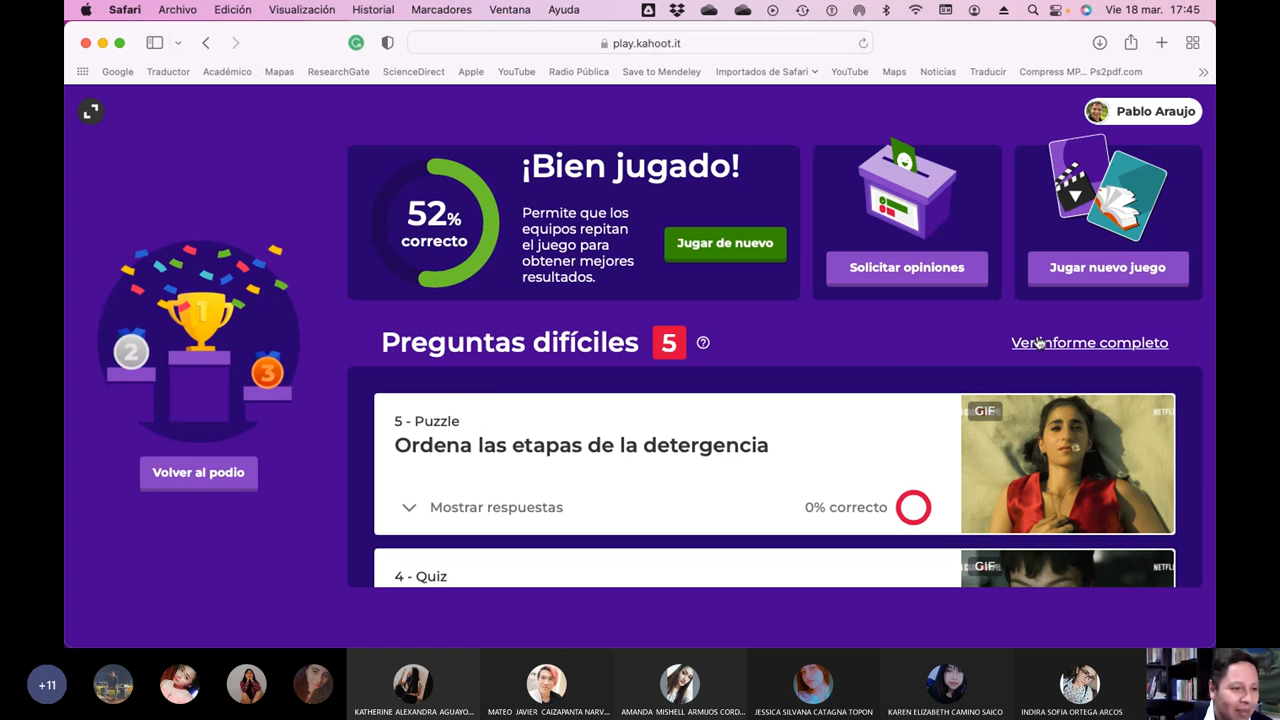 Safari Archivo Edición Visualización Historial Marcadores Ventana Ayuda Vie 18 mar. 17:45
play.kahoot.it
Google Traductor Académico Mapas ResearchGate ScienceDirect Apple YouTube Radio Pública Save to Mendeley Importados de Safari YouTube Maps Noticias Traducir Compress MP... Ps2pdf.com
Pablo Araujo
52%
correcto
¡Bien jugado!
Permite que los
equipos repitan
el juego para
obtener mejores
resultados.
Jugar de nuevo
Solicitar opiniones
Jugar nuevo juego
1
2
3
Volver al podio
Preguntas difíciles 5
Ver informe completo
5 - Puzzle
Ordena las etapas de la detergencia
Mostrar respuestas
0% correcto
GIF
4 - Quiz
GIF
+11
KATHERINE ALEXANDRA AGUAYO...
MATEO JAVIER CAIZAPANTA NARV...
AMANDA MISHELL ARMIJOS CORD...
JESSICA SILVANA CATAGNA TOPON
KAREN ELIZABETH CAMINO SAICO
INDIRA SOFIA ORTEGA ARCOS